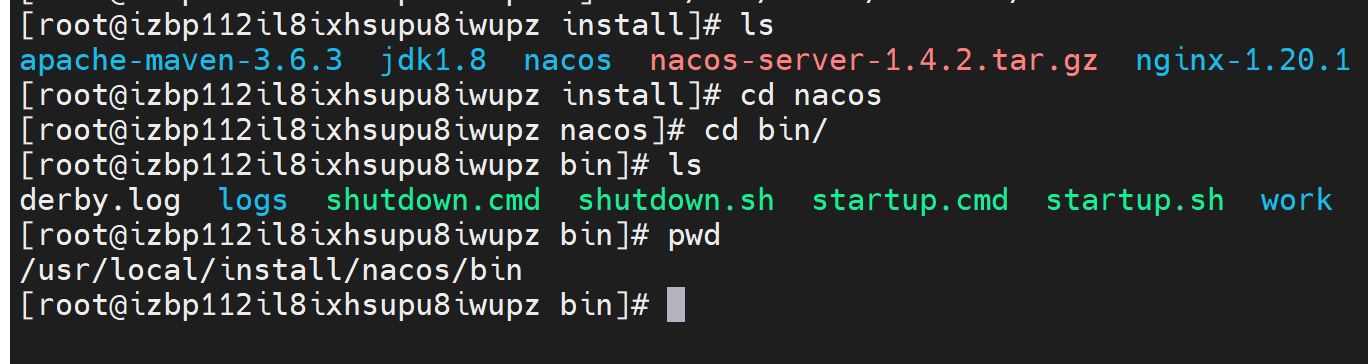 [root@izbp112il8ixhsupu8iwupz install]# ls
apache-maven-3.6.3  jdk1.8  nacos  nacos-server-1.4.2.tar.gz  nginx-1.20.1
[root@izbp112il8ixhsupu8iwupz install]# cd nacos
[root@izbp112il8ixhsupu8iwupz nacos]# cd bin/
[root@izbp112il8ixhsupu8iwupz bin]# ls
derby.log  logs  shutdown.cmd  shutdown.sh  startup.cmd  startup.sh  work
[root@izbp112il8ixhsupu8iwupz bin]# pwd
/usr/local/install/nacos/bin
[root@izbp112il8ixhsupu8iwupz bin]#